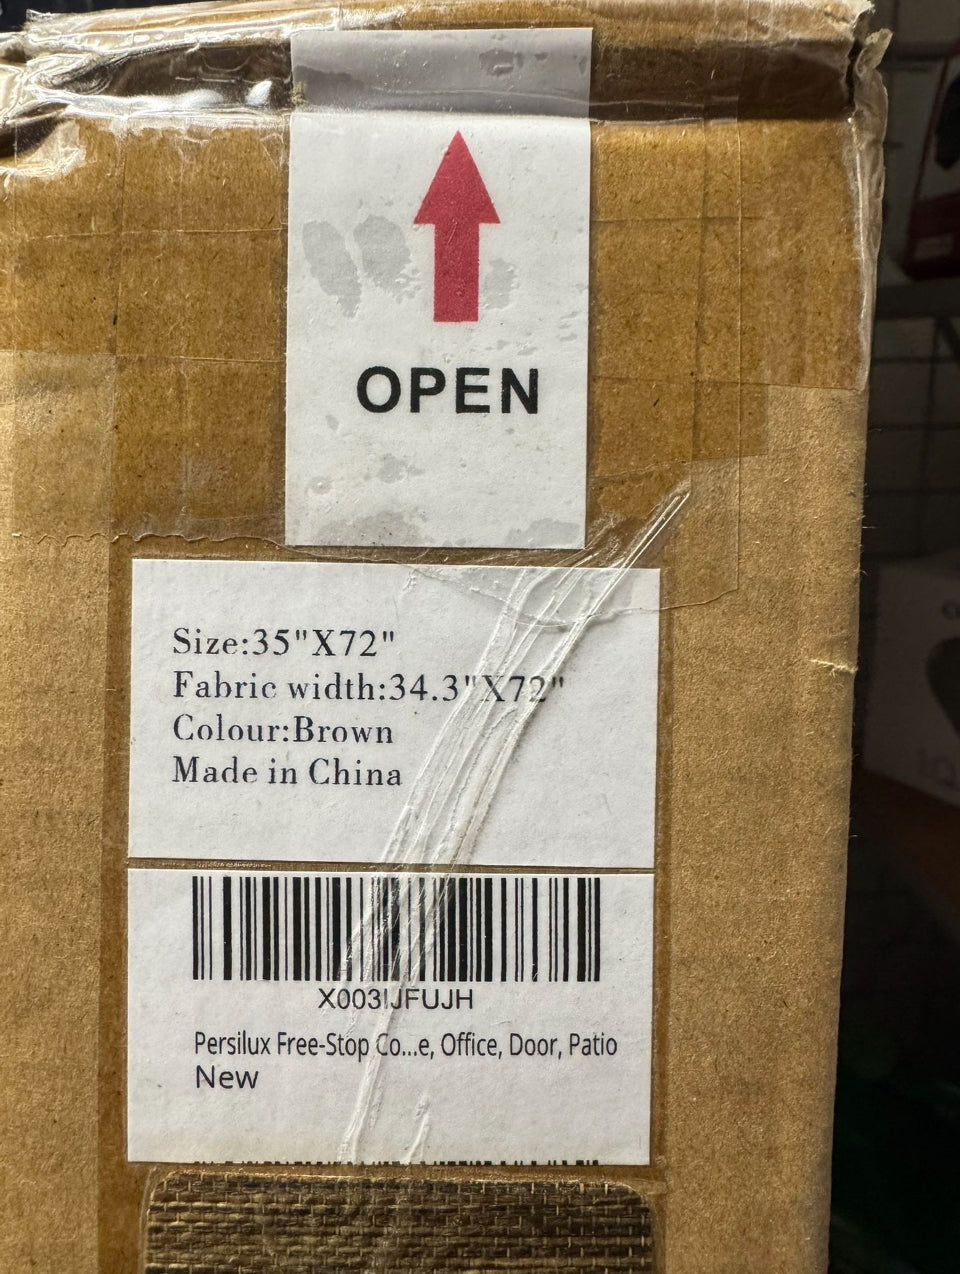 OPEN
Size:35"X72"
Fabric width:34.3"X72"
Colour:Brown
Made in China
X003IJFUJH
Persilux Free-Stop Co...e, Office, Door, Patio
New